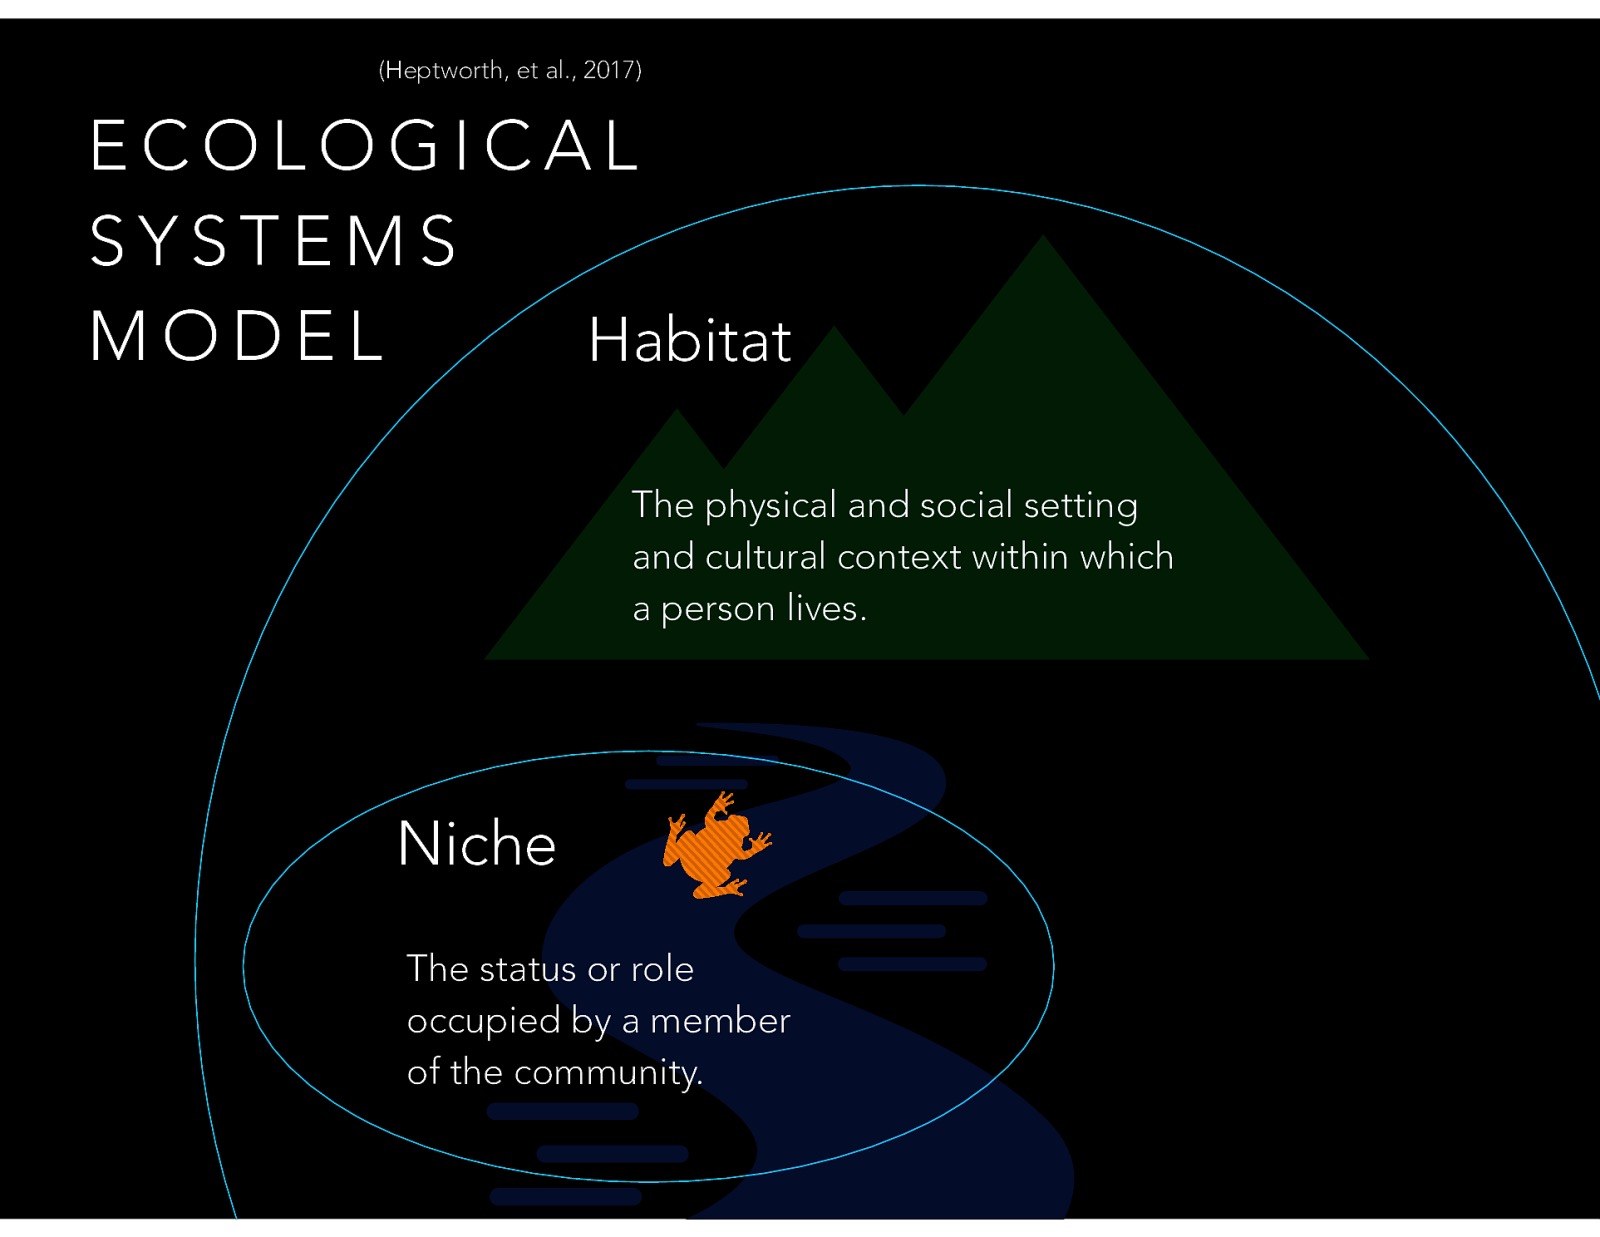 (Heptworth, et al., 2017)
ECOLOGICAL
SYSTEMS
MODEL
Habitat
The physical and social setting
and cultural context within which
a person lives.
Niche
The status or role
occupied by a member
of the community.